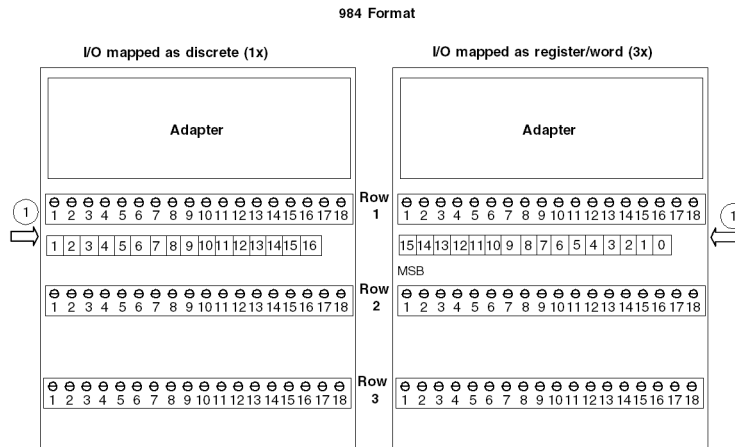 984 Format
I/O mapped as discrete (1x)
I/O mapped as register/word (3x)
Adapter
Adapter
1 2 3 4 5 6 7 8 9 10 11 12 13 14 15 16 17 18
Row 1
1 2 3 4 5 6 7 8 9 10 11 12 13 14 15 16 17 18
1
1
1 2 3 4 5 6 7 8 9 10 11 12 13 14 15 16
15 14 13 12 11 10 9 8 7 6 5 4 3 2 1 0
MSB
1 2 3 4 5 6 7 8 9 10 11 12 13 14 15 16 17 18
Row 2
1 2 3 4 5 6 7 8 9 10 11 12 13 14 15 16 17 18
1 2 3 4 5 6 7 8 9 10 11 12 13 14 15 16 17 18
Row 3
1 2 3 4 5 6 7 8 9 10 11 12 13 14 15 16 17 18